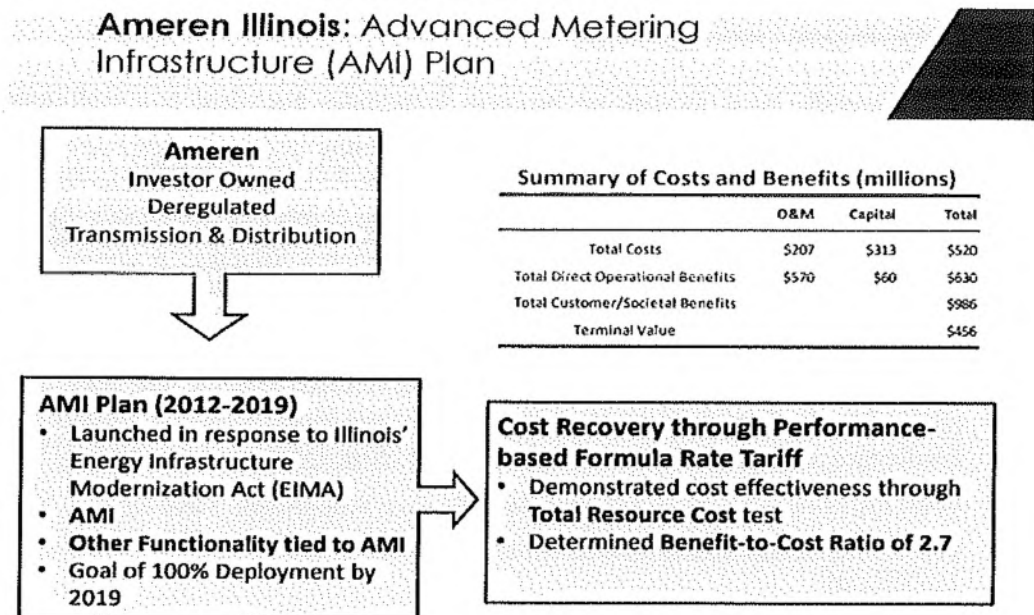 Ameren Illinois: Advanced Metering
Infrastructure (AMI) Plan
Ameren
Investor Owned
Deregulated
Transmission & Distribution
Summary of Costs and Benefits (millions)
O&M Capital Total
Total Costs $207 $313 $520
Total Direct Operational Benefits $570 $60 $630
Total Customer/Societal Benefits $986
Terminal Value $456
AMI Plan (2012-2019)
• Launched in response to Illinois'
Energy Infrastructure
Modernization Act (EIMA)
• AMI
• Other Functionality tied to AMI
• Goal of 100% Deployment by
2019
Cost Recovery through Performance-
based Formula Rate Tariff
• Demonstrated cost effectiveness through
Total Resource Cost test
• Determined Benefit-to-Cost Ratio of 2.7